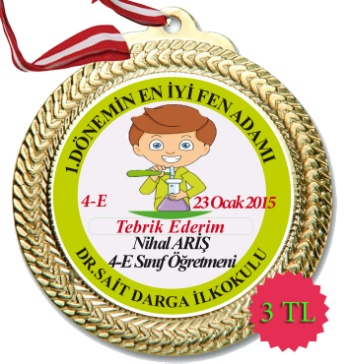 1.DÖNEMİN EN İYİ FEN ADAMI
4-E
23 Ocak 2015
Tebrik Ederim
Nihal ARİŞ
4-E Sınıf Öğretmeni
DR.SAİT DARGA İLKOKULU
3 TL